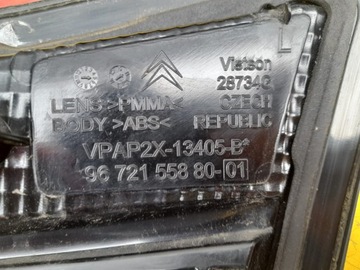 L
Visteon
28734C
LENS >PMMA< CZECH
BODY >ABS< REPUBLIC
VPAP2X-13405-B
96 721 558 80-01